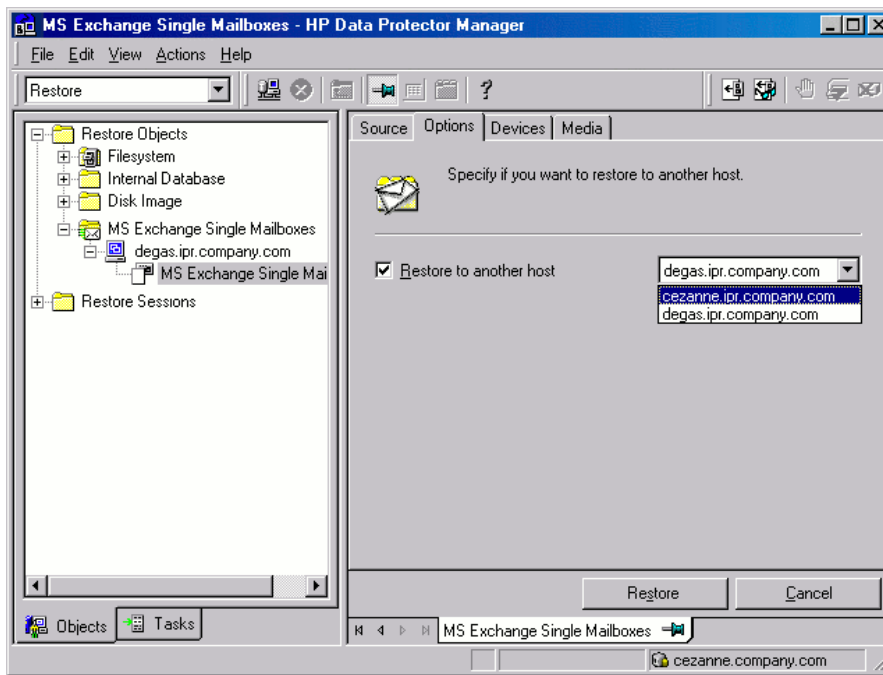 MS Exchange Single Mailboxes - HP Data Protector Manager
File Edit View Actions Help
Restore
?
Restore Objects
Filesystem
Internal Database
Disk Image
MS Exchange Single Mailboxes
degas.ipr.company.com
MS Exchange Single Mai
Restore Sessions
Objects
Tasks
Source Options Devices Media
Specify if you want to restore to another host.
Restore to another host
degas.ipr.company.com
cezanne.ipr.company.com
degas.ipr.company.com
Restore Cancel
MS Exchange Single Mailboxes
cezanne.company.com